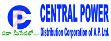 CENTRAL POWER
Distribution Corporation of A.P. Ltd.